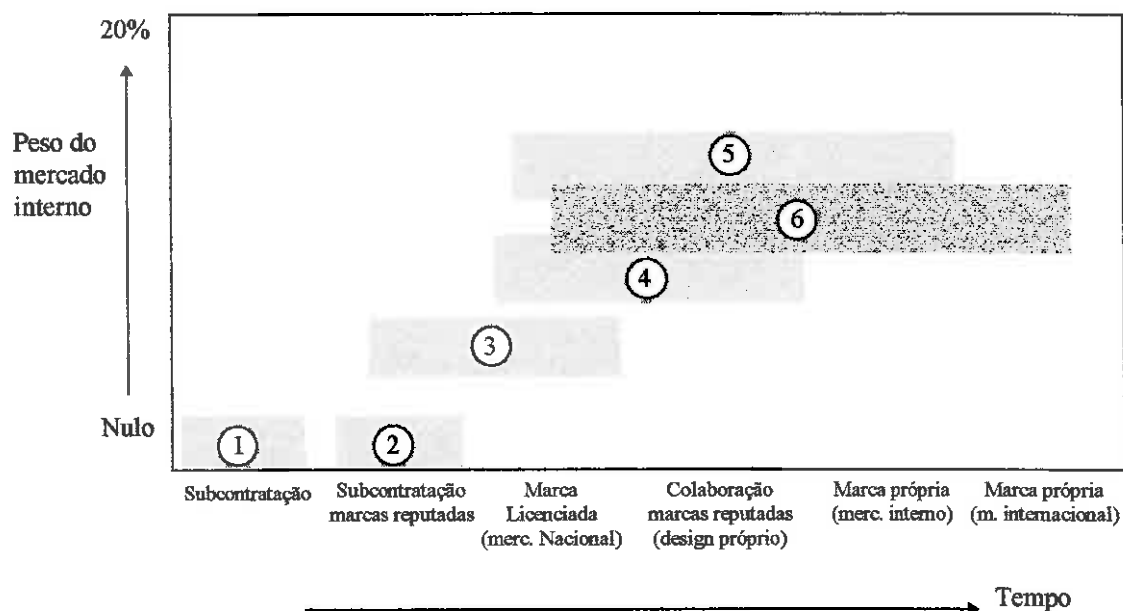 20%
Peso do
mercado
interno
Nulo
5
6
4
3
1
2
Subcontratação
Subcontratação
marcas reputadas
Marca
Licenciada
(merc. Nacional)
Colaboração
marcas reputadas
(design próprio)
Marca própria
(merc. interno)
Marca própria
(m. internacional)
Tempo